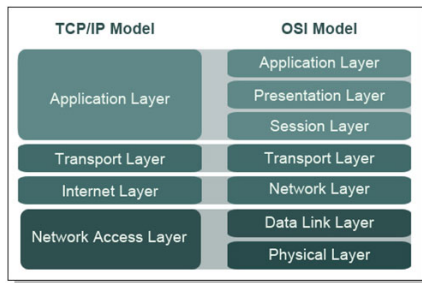 TCP/IP Model
OSI Model
Application Layer
Transport Layer
Internet Layer
Network Access Layer
Application Layer
Presentation Layer
Session Layer
Transport Layer
Network Layer
Data Link Layer
Physical Layer